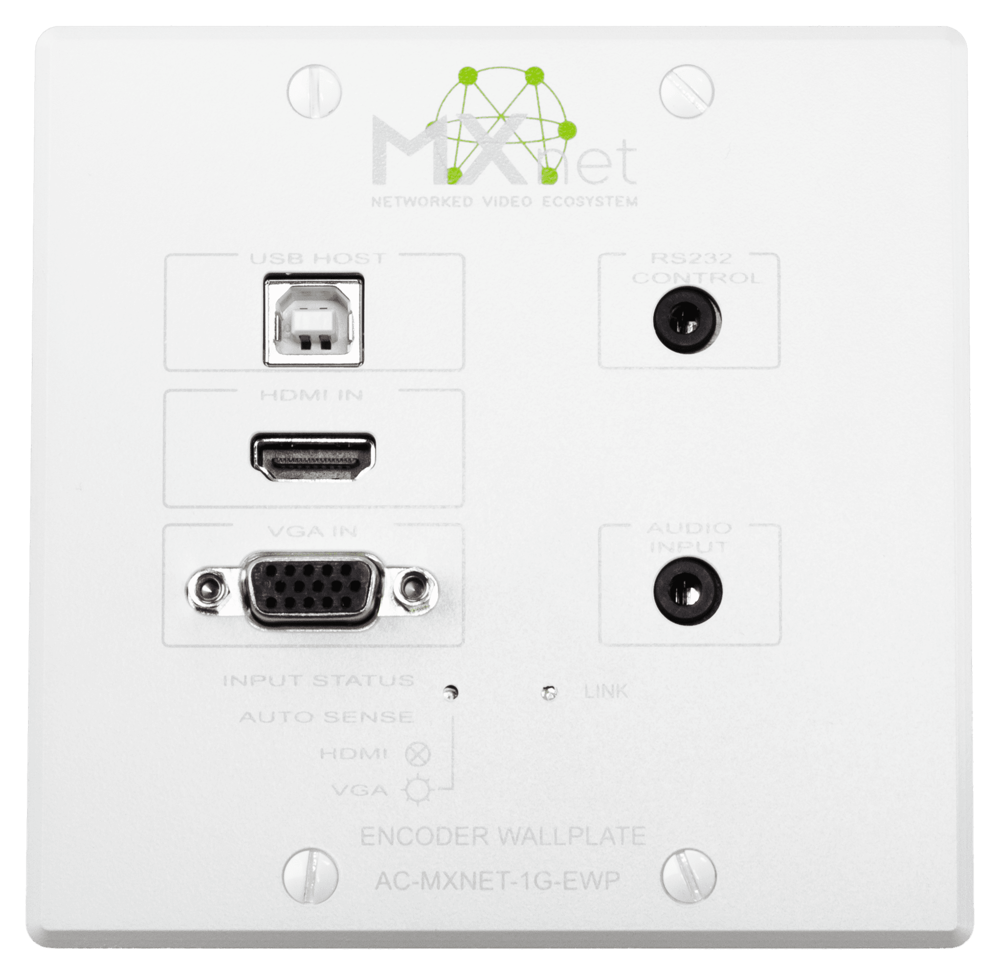 MXnet
NETWORKED VIDEO ECOSYSTEM
USB HOST
RS232
CONTROL
HDMI IN
VGA IN
AUDIO
INPUT
INPUT STATUS
LINK
AUTO SENSE
HDMI
VGA
ENCODER WALLPLATE
AC-MXNET-1G-EWP